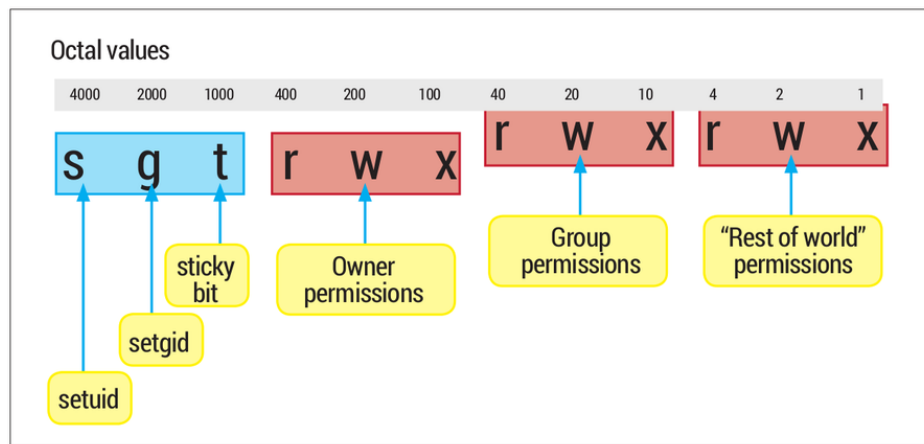 Octal values
4000 2000 1000 400 200 100 40 20 10 4 2 1
s g t r w x r w x r w x
sticky
bit
Owner
permissions
Group
permissions
“Rest of world”
permissions
setgid
setuid